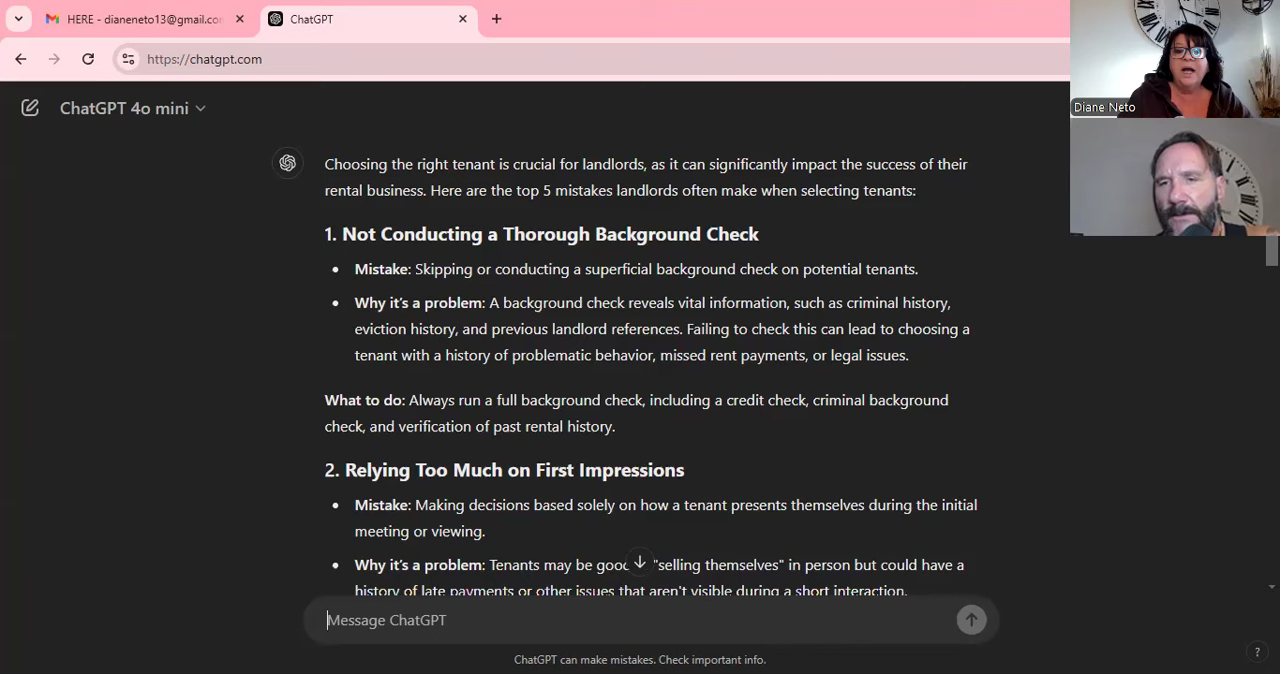 HERE - dianeneto13@gmail.co
ChatGPT
https://chatgpt.com
ChatGPT 4o mini
Diane Neto
Choosing the right tenant is crucial for landlords, as it can significantly impact the success of their
rental business. Here are the top 5 mistakes landlords often make when selecting tenants:
1. Not Conducting a Thorough Background Check
• Mistake: Skipping or conducting a superficial background check on potential tenants.
• Why it's a problem: A background check reveals vital information, such as criminal history,
eviction history, and previous landlord references. Failing to check this can lead to choosing a
tenant with a history of problematic behavior, missed rent payments, or legal issues.
What to do: Always run a full background check, including a credit check, criminal background
check, and verification of past rental history.
2. Relying Too Much on First Impressions
• Mistake: Making decisions based solely on how a tenant presents themselves during the initial
meeting or viewing.
• Why it's a problem: Tenants may be good "selling themselves" in person but could have a
history of late payments or other issues that aren't visible during a short interaction.
Message ChatGPT
ChatGPT can make mistakes. Check important info.
?